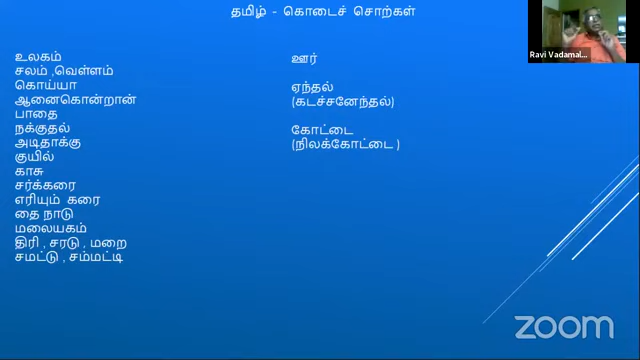 தமிழ் - கொடைச் சொற்கள்
உலகம்
சலம் ,வெள்ளம்
கொய்யா
ஆனைகொன்றான்
பாதை
நக்குதல்
அடிதாக்கு
குயில்
காசு
சர்க்கரை
எரியும் கரை
தை நாடு
மலையகம்
திரி , சரடு , மறை
சமட்டு , சம்மட்டி
ஊர்
ஏந்தல்
(கடச்சனேந்தல்)
கோட்டை
(நிலக்கோட்டை )
Ravi Vadamal...
zoom